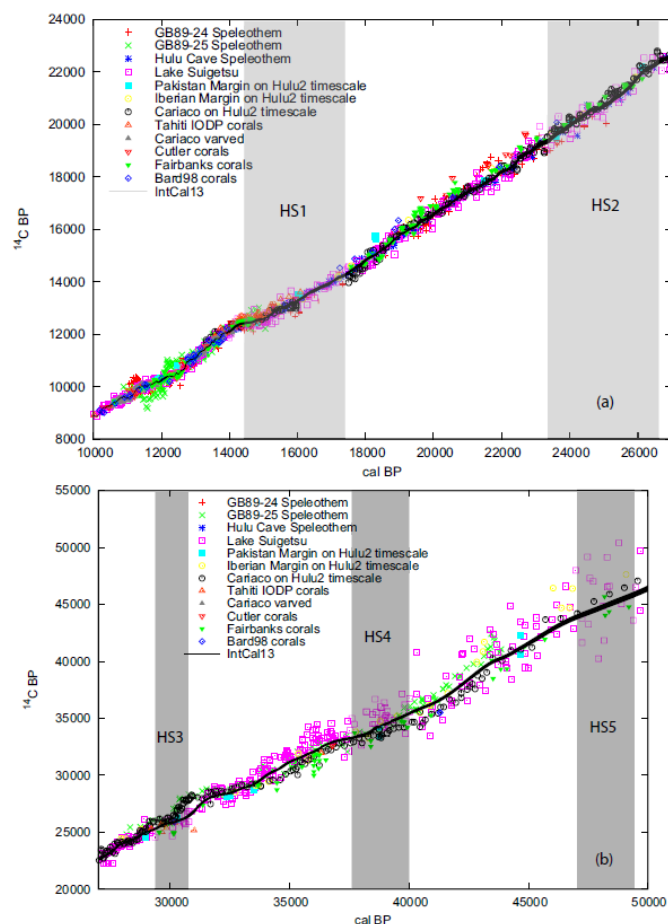 24000
22000
20000
18000
16000
14000
12000
10000
8000
¹⁴C BP
GB89-24 Speleothem
GB89-25 Speleothem
Hulu Cave Speleothem
Lake Suigetsu
Pakistan Margin on Hulu2 timescale
Iberian Margin on Hulu2 timescale
Cariaco on Hulu2 timescale
Tahiti IODP corals
Cariaco varved
Cutler corals
Fairbanks corals
Bard98 corals
IntCal13
HS1
HS2
(a)
10000 12000 14000 16000 18000 20000 22000 24000 26000
cal BP
55000
50000
45000
40000
35000
30000
25000
20000
¹⁴C BP
GB89-24 Speleothem
GB89-25 Speleothem
Hulu Cave Speleothem
Lake Suigetsu
Pakistan Margin on Hulu2 timescale
Iberian Margin on Hulu2 timescale
Cariaco on Hulu2 timescale
Tahiti IODP corals
Cariaco varved
Cutler corals
Fairbanks corals
Bard98 corals
IntCal13
HS3
HS4
HS5
(b)
30000 35000 40000 45000 50000
cal BP